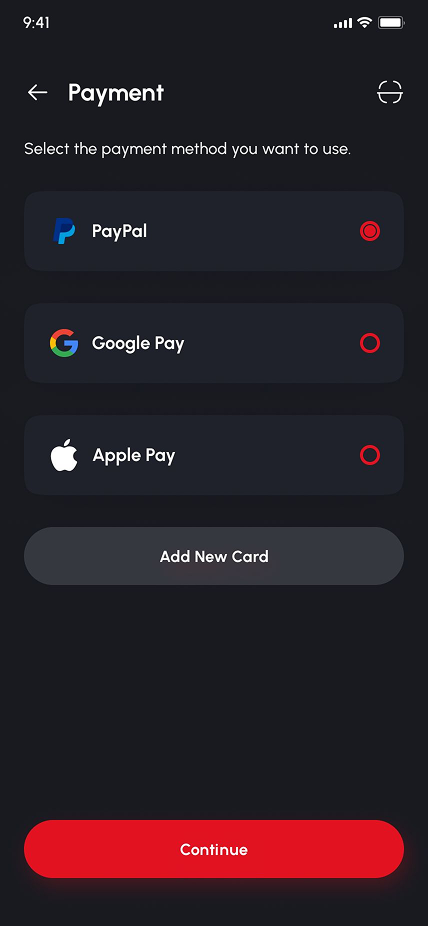 9:41
Payment
Select the payment method you want to use.
PayPal
Google Pay
Apple Pay
Add New Card
Continue